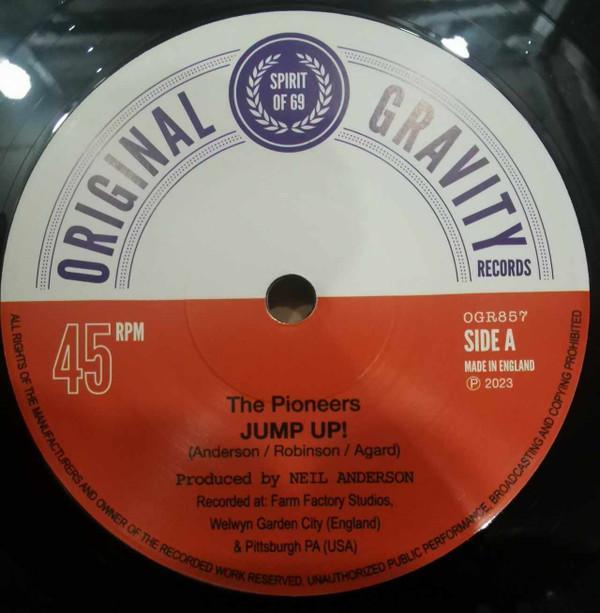 SPIRIT
OF 69
ORIGINAL GRAVITY
RECORDS
45 RPM
OGR857
SIDE A
MADE IN ENGLAND
Ⓟ 2023
The Pioneers
JUMP UP!
(Anderson / Robinson / Agard)
Produced by NEIL ANDERSON
Recorded at: Farm Factory Studios,
Welwyn Garden City (England)
& Pittsburgh PA (USA)
ALL RIGHTS OF THE MANUFACTURERS AND OWNER OF THE RECORDED WORK RESERVED. UNAUTHORIZED PUBLIC PERFORMANCE, BROADCASTING AND COPYING PROHIBITED